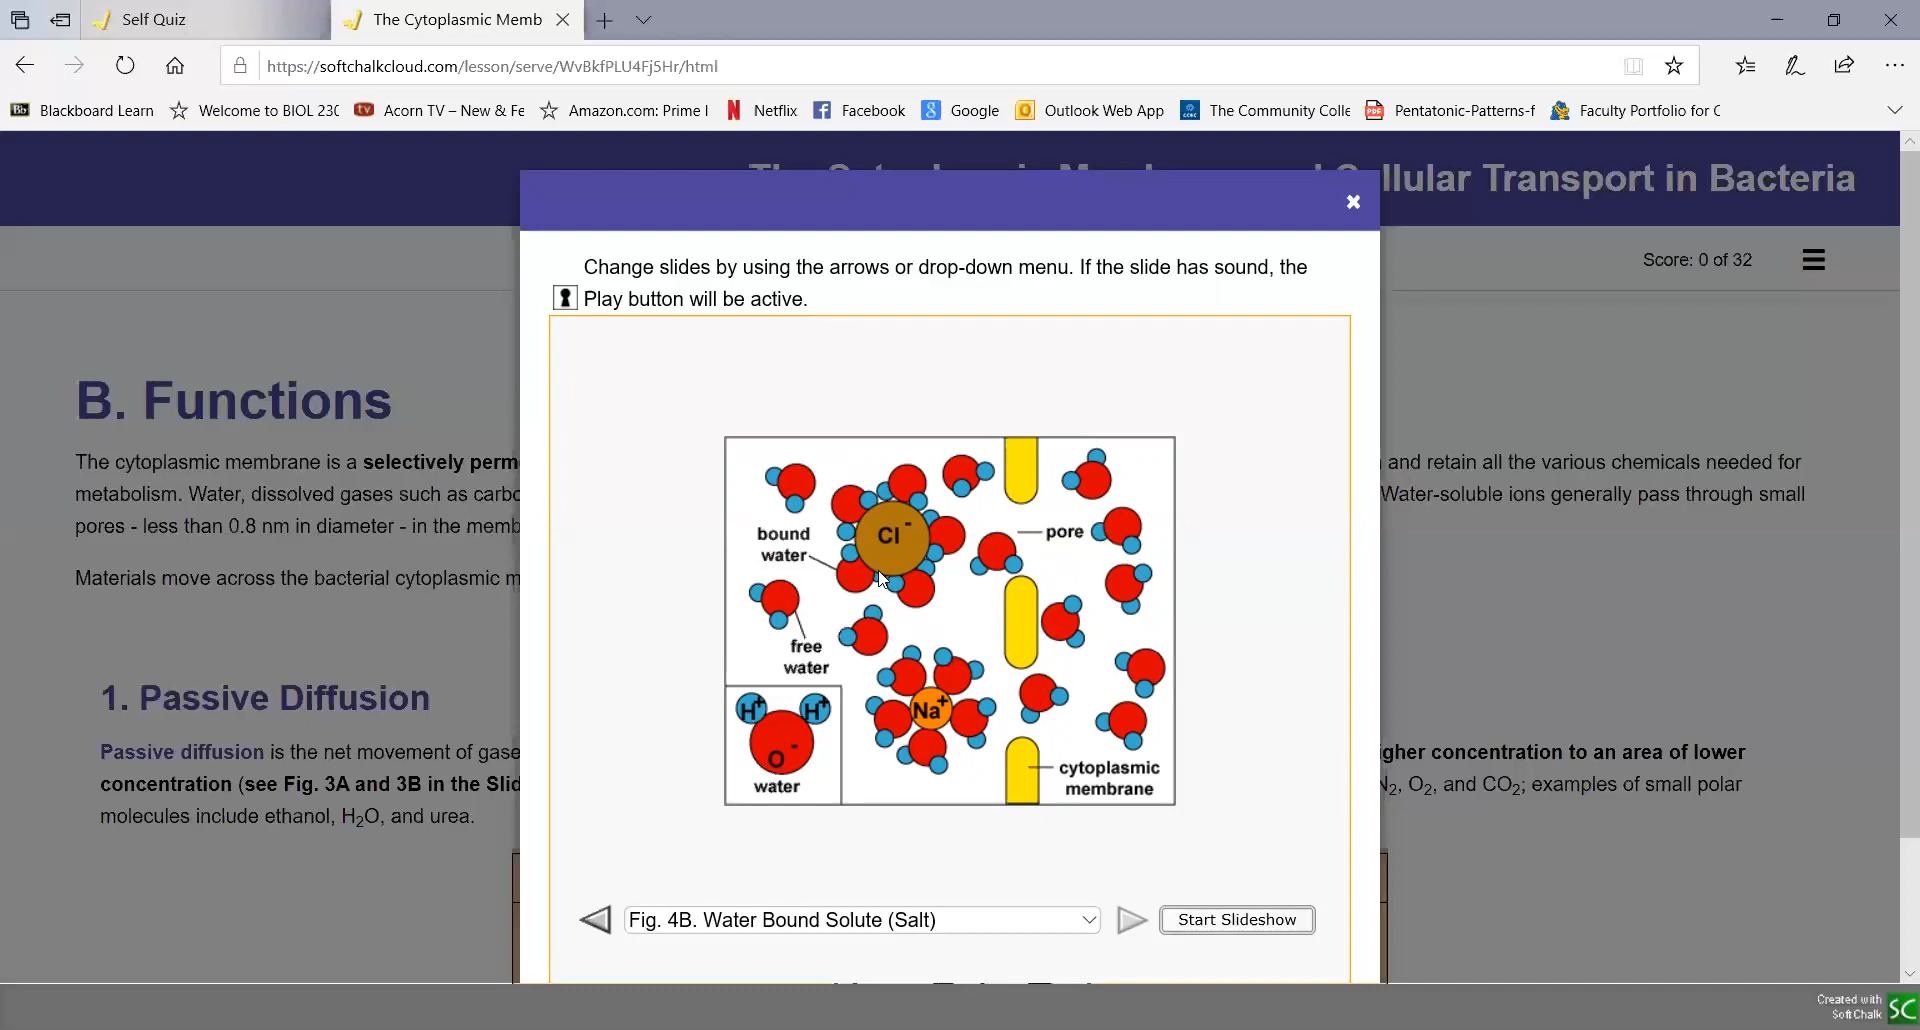 Self Quiz
The Cytoplasmic Memb
https://softchalkcloud.com/lesson/serve/WvBkfPLU4Fj5Hr/html
Bb Blackboard Learn Welcome to BIOL 230 tv Acorn TV – New & Fe Amazon.com: Prime I N Netflix f Facebook 8 Google Outlook Web App The Community Colle PDF Pentatonic-Patterns-f Faculty Portfolio for C
llular Transport in Bacteria
Score: 0 of 32
Change slides by using the arrows or drop-down menu. If the slide has sound, the
Play button will be active.
B. Functions
The cytoplasmic membrane is a selectively perm
and retain all the various chemicals needed for
metabolism. Water, dissolved gases such as carbo
Water-soluble ions generally pass through small
pores - less than 0.8 nm in diameter - in the memb
Materials move across the bacterial cytoplasmic m
1. Passive Diffusion
Passive diffusion is the net movement of gase
igher concentration to an area of lower
concentration (see Fig. 3A and 3B in the Slid
N2, O2, and CO2; examples of small polar
molecules include ethanol, H2O, and urea.
Cl-
bound
water
pore
free
water
Na+
H+ H+
O-
water
cytoplasmic
membrane
Fig. 4B. Water Bound Solute (Salt)
Start Slideshow
Created with
SoftChalk
SC